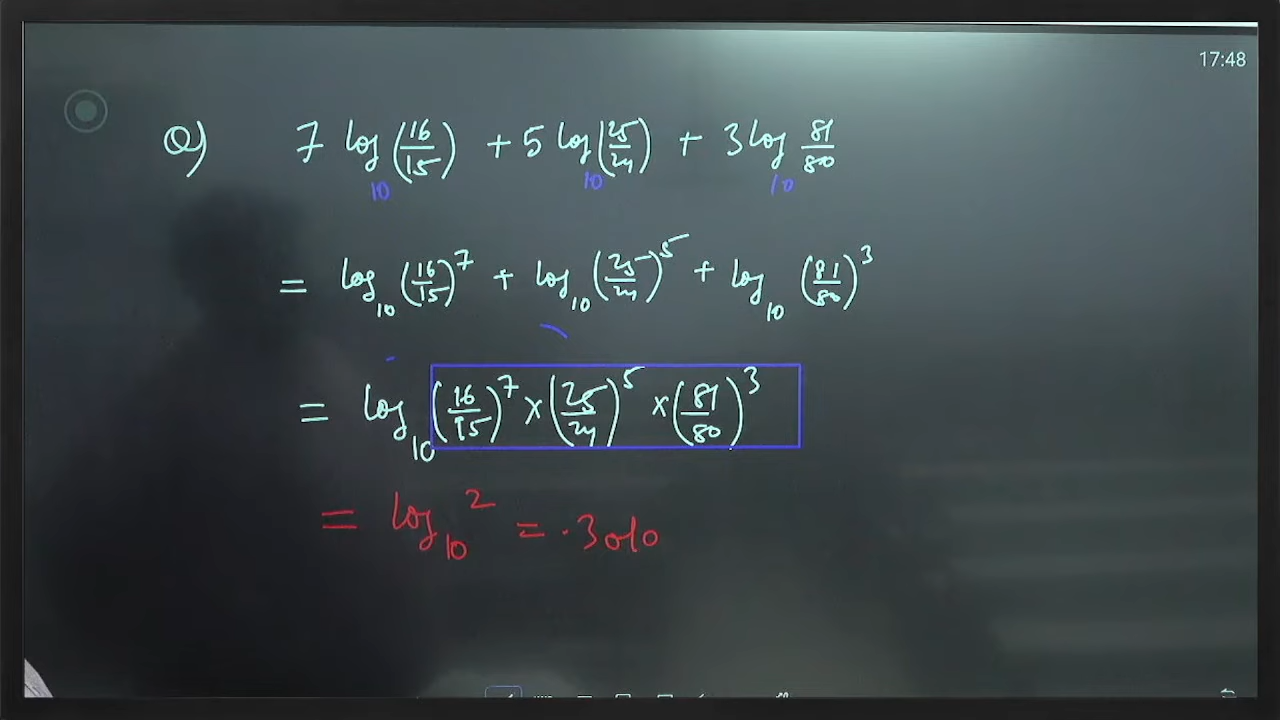 17:48
Q) 7 log₁₀(16/15) + 5 log₁₀(25/24) + 3 log₁₀ 81/80
= log₁₀(16/15)⁷ + log₁₀(25/24)⁵ + log₁₀(81/80)³
= log₁₀(16/15)⁷ × (25/24)⁵ × (81/80)³
= log₁₀ 2 = .3010